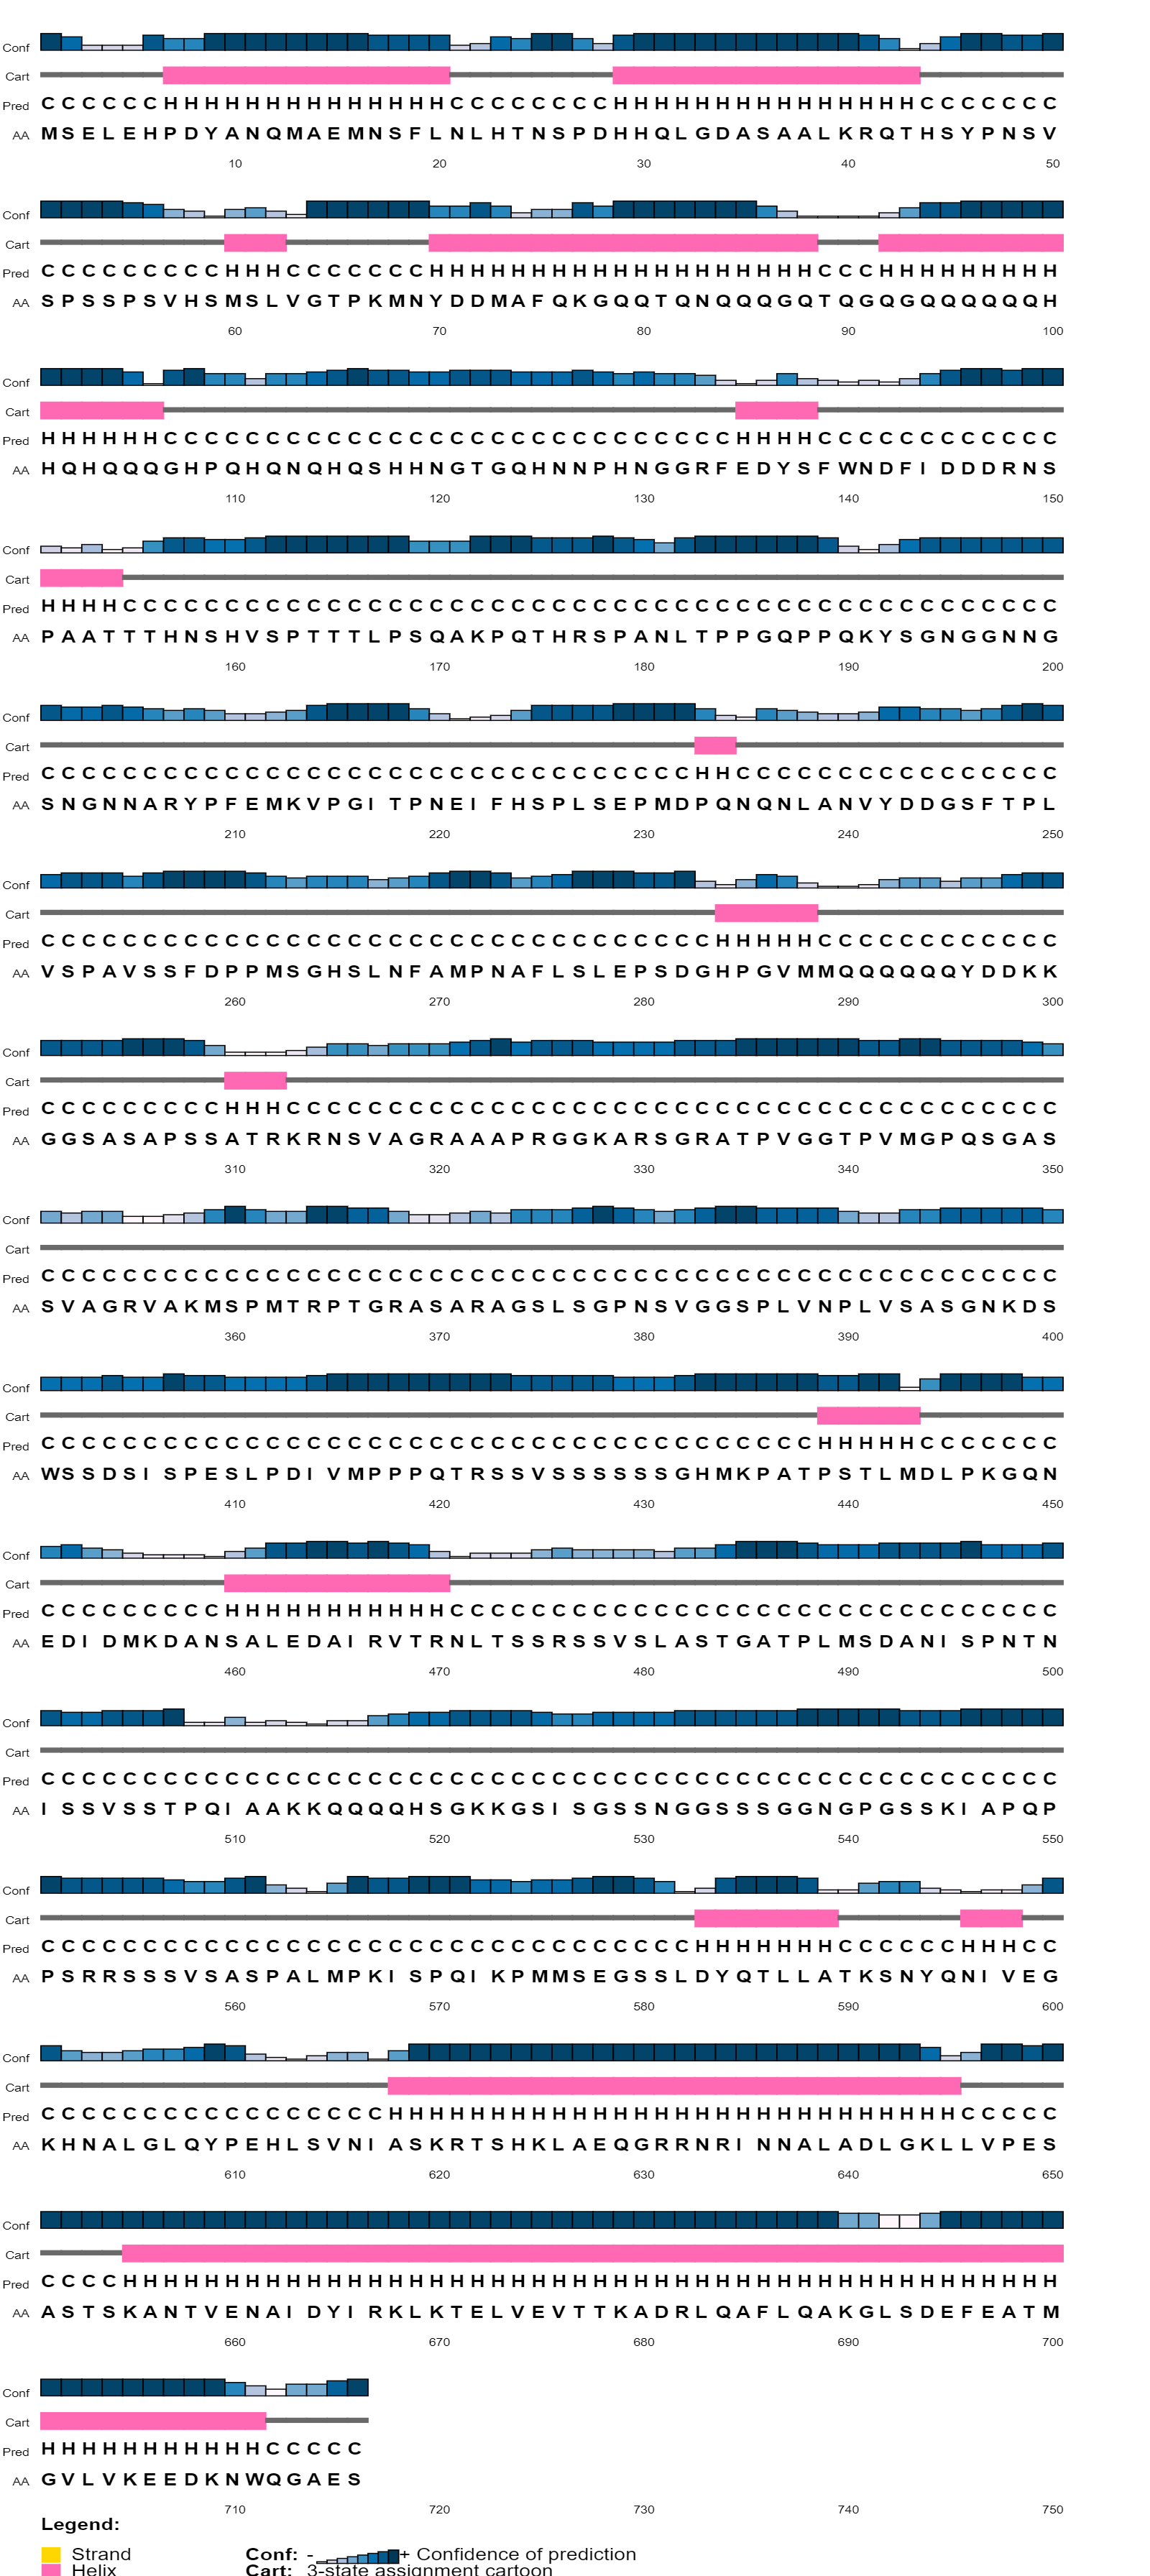 Conf
Cart
Pred CCCCCCHHHHHHHHHHHHHHCCCCCCCCHHHHHHHHHHHHHHHCCCCCCC
AA MSELEHPDYANQMAEMNSFLNLHTNSPDHHQLGDASAALKRQTHSYPNSV
10 20 30 40 50
Conf
Cart
Pred CCCCCCCCCHHHCCCCCCCHHHHHHHHHHHHHHHHHHHCCCHHHHHHHHH
AA SPSSPSVHSMSLVGTPKMNYDDMAFQKGQQTQNQQQGQTQGQGQQQQQQH
60 70 80 90 100
Conf
Cart
Pred HHHHHHCCCCCCCCCCCCCCCCCCCCCCCCCCCCHHHHCCCCCCCCCCCC
AA HQHQQQGHPQHQNQHQSHHNGTGQHNNPHNGGRFEDYSFWNDFIDDDRNS
110 120 130 140 150
Conf
Cart
Pred HHHHCCCCCCCCCCCCCCCCCCCCCCCCCCCCCCCCCCCCCCCCCCCCCC
AA PAATTTHNSHVSPTTTLPSQAKPQTHRSPANLTPPGQPPQKYSGNGGNNG
160 170 180 190 200
Conf
Cart
Pred CCCCCCCCCCCCCCCCCCCCCCCCCCCCCCCCHHCCCCCCCCCCCCCCCC
AA SNGNNARYPFEMKVPGITPNEIFHSPLSEPMDPQNQNLANVYDDGSFTPL
210 220 230 240 250
Conf
Cart
Pred CCCCCCCCCCCCCCCCCCCCCCCCCCCCCCCCCHHHHHCCCCCCCCCCCC
AA VSPAVSSFDPPMSGHSLNFAMPNAFLSLEPSDGHPGVMMQQQQQQYDDKK
260 270 280 290 300
Conf
Cart
Pred CCCCCCCCCHHHCCCCCCCCCCCCCCCCCCCCCCCCCCCCCCCCCCCCCC
AA GGSASAPSSATRKRNSVAGRAAAPRGGKARSGRATPVGGTPVMGPQSGAS
310 320 330 340 350
Conf
Cart
Pred CCCCCCCCCCCCCCCCCCCCCCCCCCCCCCCCCCCCCCCCCCCCCCCCCC
AA SVAGRVAKMSPMTRPTGRASARAGSLSGPNSVGGSPLVNPLVSASGNKDS
360 370 380 390 400
Conf
Cart
Pred CCCCCCCCCCCCCCCCCCCCCCCCCCCCCCCCCCCCCCHHHHHCCCCCCC
AA WSSDSISPESLPDIVMPPPQTRSSVSSSSSSGHMKPATPSTLMDLPKGQN
410 420 430 440 450
Conf
Cart
Pred CCCCCCCCCHHHHHHHHHHHCCCCCCCCCCCCCCCCCCCCCCCCCCCCCC
AA EDIDMKDANSALEDAIRVTRNLTSSRSSVSLASTGATPLMSDANISPNTN
460 470 480 490 500
Conf
Cart
Pred CCCCCCCCCCCCCCCCCCCCCCCCCCCCCCCCCCCCCCCCCCCCCCCCCC
AA ISSVSSTPQIAAKKQQQQHSGKKGSISGSSNGGSSSGGNGPGSSKIAPQP
510 520 530 540 550
Conf
Cart
Pred CCCCCCCCCCCCCCCCCCCCCCCCCCCCCCCCHHHHHHHCCCCCCHHHCC
AA PSRRSSSVSASPALMPKISPQIKPMMSEGSSLDYQTLLATKSNYQNIVEG
560 570 580 590 600
Conf
Cart
Pred CCCCCCCCCCCCCCCCCHHHHHHHHHHHHHHHHHHHHHHHHHHHHCCCCC
AA KHNALGLQYPEHLSVNIASKRTSHKLAEQGRRNRINNALADLGKLLVPES
610 620 630 640 650
Conf
Cart
Pred CCCCHHHHHHHHHHHHHHHHHHHHHHHHHHHHHHHHHHHHHHHHHHHHHH
AA ASTSKANTVENAIDYIRKLKTELVEVTTKADRLQAFLQAKGLSDEFEATM
660 670 680 690 700
Conf
Cart
Pred HHHHHHHHHHHCCCCC
AA GVLVKEEDKNWQGAES
710 720 730 740 750
Legend:
Strand Conf: - + Confidence of prediction
Helix Cart: 3-state assignment cartoon